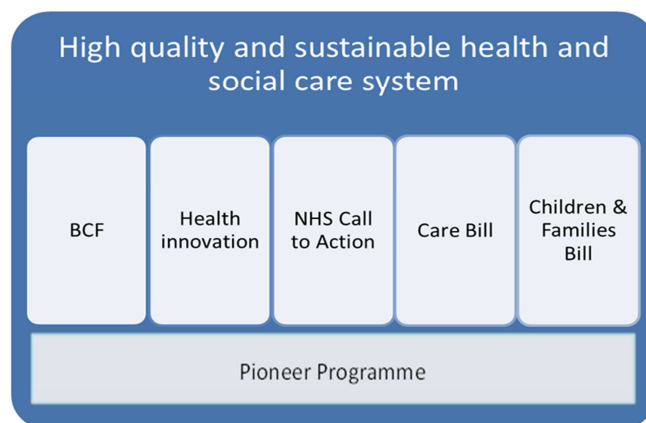 High quality and sustainable health and
social care system
BCF
Health
innovation
NHS Call
to Action
Care Bill
Children &
Families
Bill
Pioneer Programme